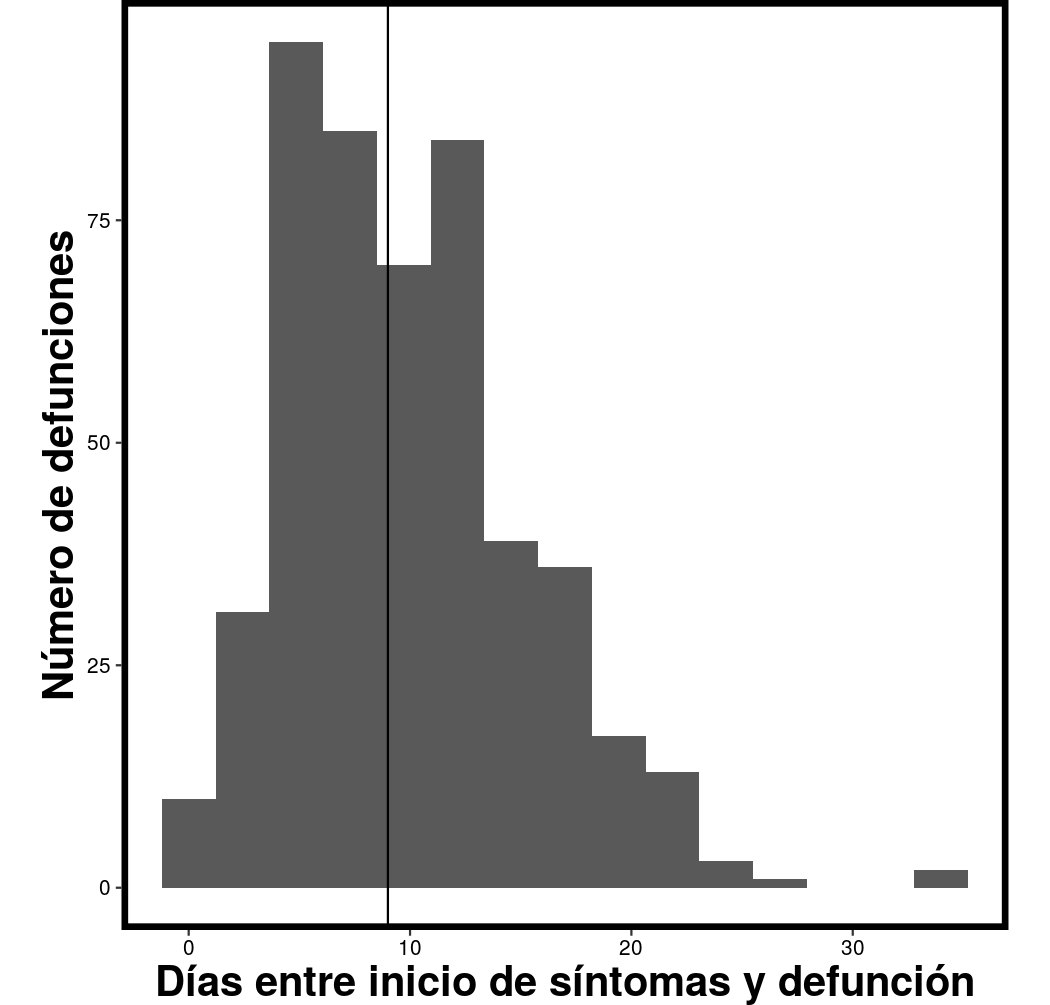 Número de defunciones
75
50
25
0
0 10 20 30
Días entre inicio de síntomas y defunción